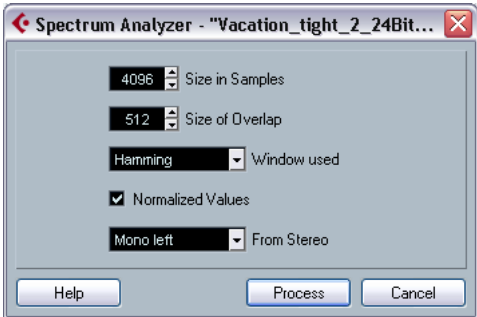 Spectrum Analyzer - "Vacation_tight_2_24Bit...
4096 Size in Samples
512 Size of Overlap
Hamming Window used
Normalized Values
Mono left From Stereo
Help Process Cancel